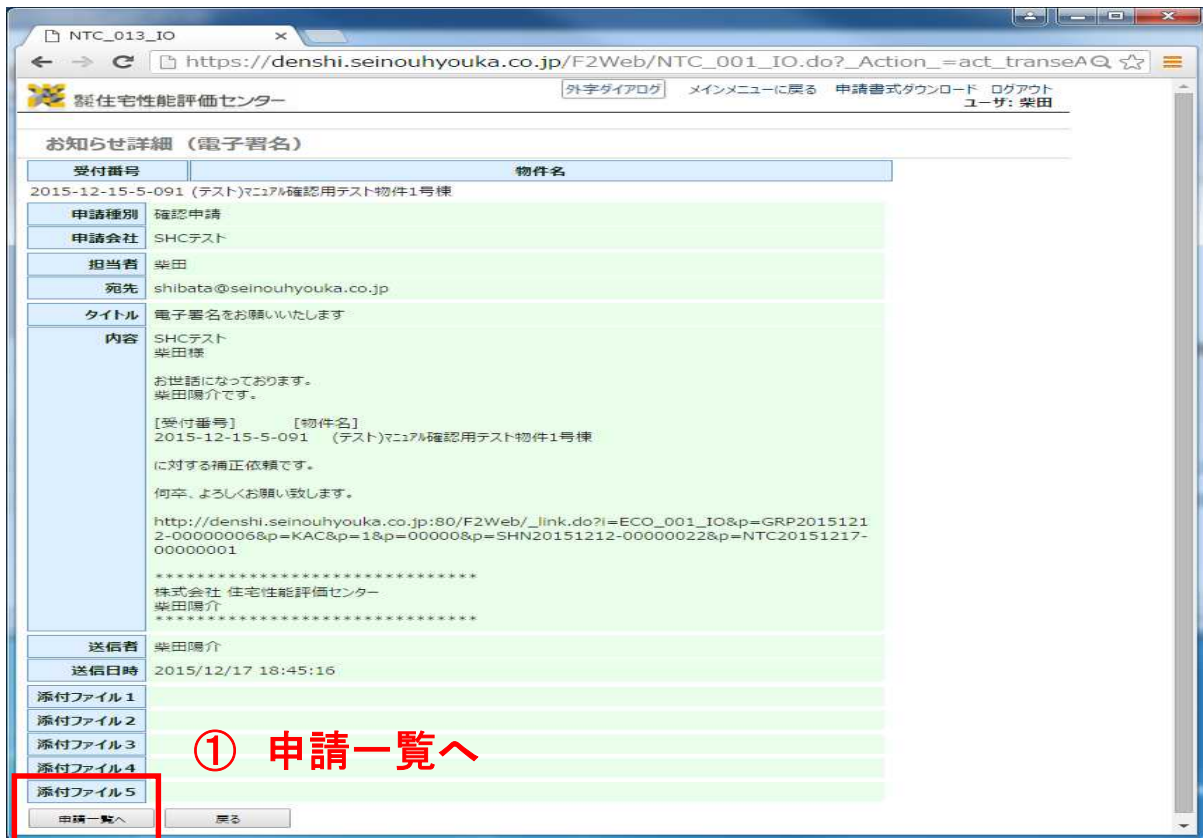 NTC_013_IO
https://denshi.seinouhyouka.co.jp/F2Web/NTC_001_IO.do?_Action_=act_transeA
住宅性能評価センター 外字ダイアログ メインメニューに戻る 申請書式ダウンロード ログアウト
ユーザ: 柴田
お知らせ詳細 (電子署名)
受付番号 物件名
2015-12-15-5-091 (テスト)ﾏﾆｭｱﾙ確認用テスト物件1号棟
申請種別 確認申請
申請会社 SHCテスト
担当者 柴田
宛先 shibata@seinouhyouka.co.jp
タイトル 電子署名をお願いいたします
内容 SHCテスト
柴田様
お世話になっております。
柴田陽介です。
[受付番号] [物件名]
2015-12-15-5-091 (テスト)ﾏﾆｭｱﾙ確認用テスト物件1号棟
に対する補正依頼です。
何卒、よろしくお願い致します。
http://denshi.seinouhyouka.co.jp:80/F2Web/_link.do?i=ECO_001_IO&p=GRP2015121
2-00000006&p=KAC&p=1&p=00000&p=SHN20151212-00000022&p=NTC20151217-
00000001
*******************************
株式会社 住宅性能評価センター
柴田陽介
*******************************
送信者 柴田陽介
送信日時 2015/12/17 18:45:16
添付ファイル1
添付ファイル2
添付ファイル3
① 申請一覧へ
添付ファイル4
添付ファイル5
申請一覧へ 戻る